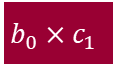 b₀ × c₁